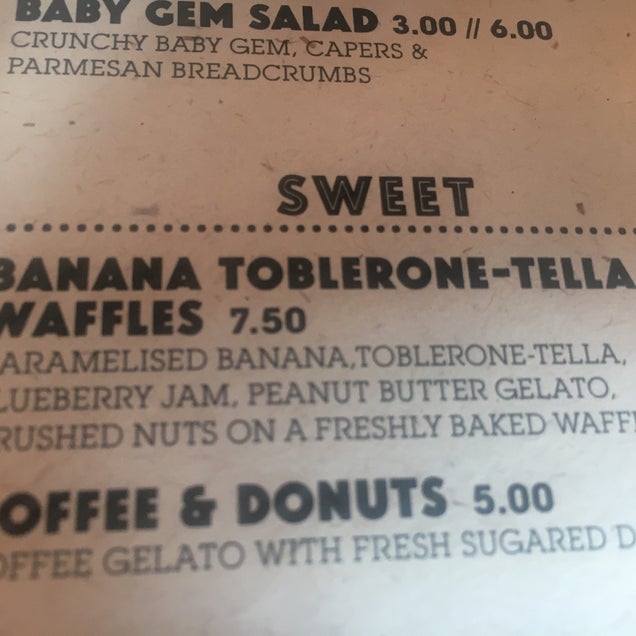 BABY GEM SALAD 3.00 // 6.00
CRUNCHY BABY GEM, CAPERS &
PARMESAN BREADCRUMBS
SWEET
BANANA TOBLERONE-TELLA
WAFFLES 7.50
ARAMELISED BANANA,TOBLERONE-TELLA,
LUEBERRY JAM, PEANUT BUTTER GELATO,
RUSHED NUTS ON A FRESHLY BAKED WAFF
OFFEE & DONUTS 5.00
OFFEE GELATO WITH FRESH SUGARED D